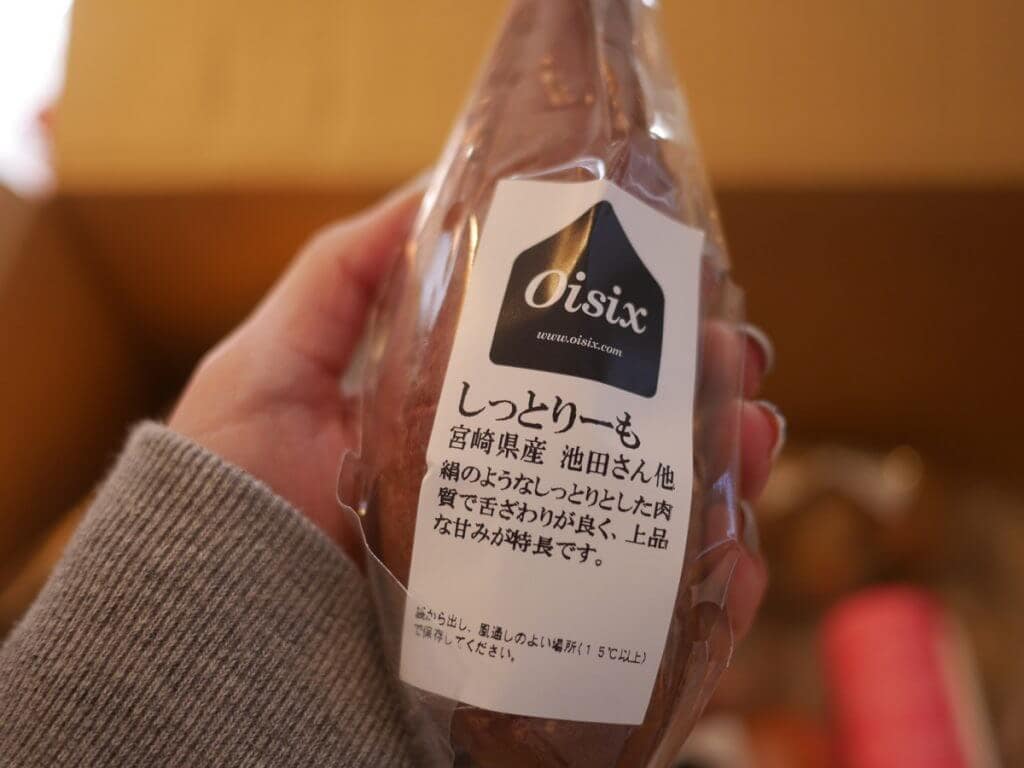 Oisix
www.oisix.com
しっとりーも
宮崎県産 池田さん他
絹のようなしっとりとした肉
質で舌ざわりが良く、上品
な甘みが特長です。
から出し、風通しのよい場所(15℃以上)
で保存してください。